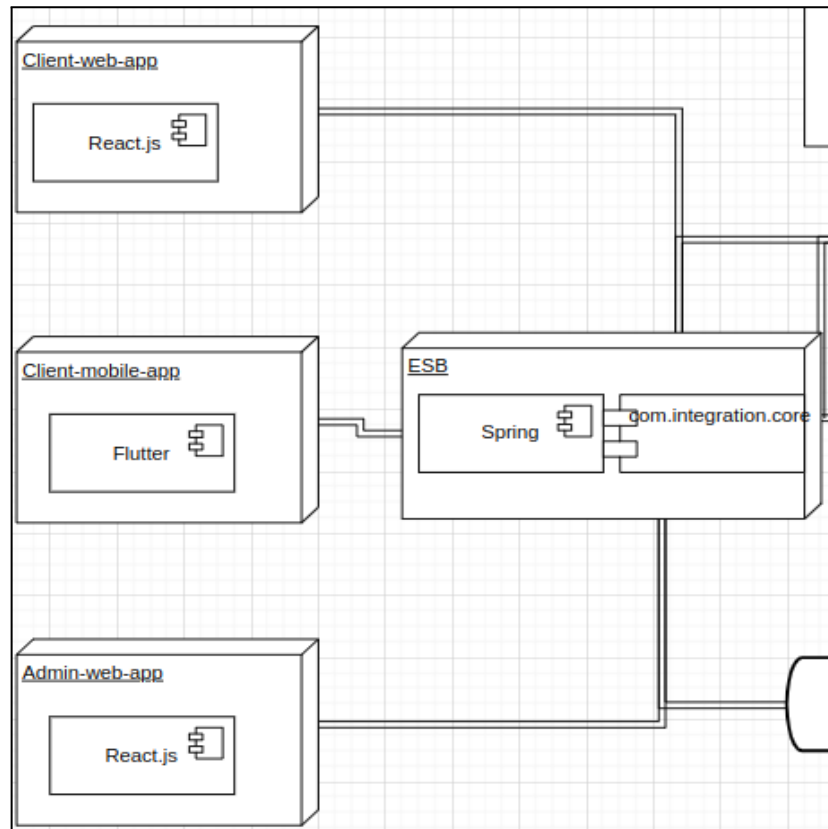 Client-web-app
React.js
Client-mobile-app
Flutter
ESB
Spring
com.integration.core
Admin-web-app
React.js